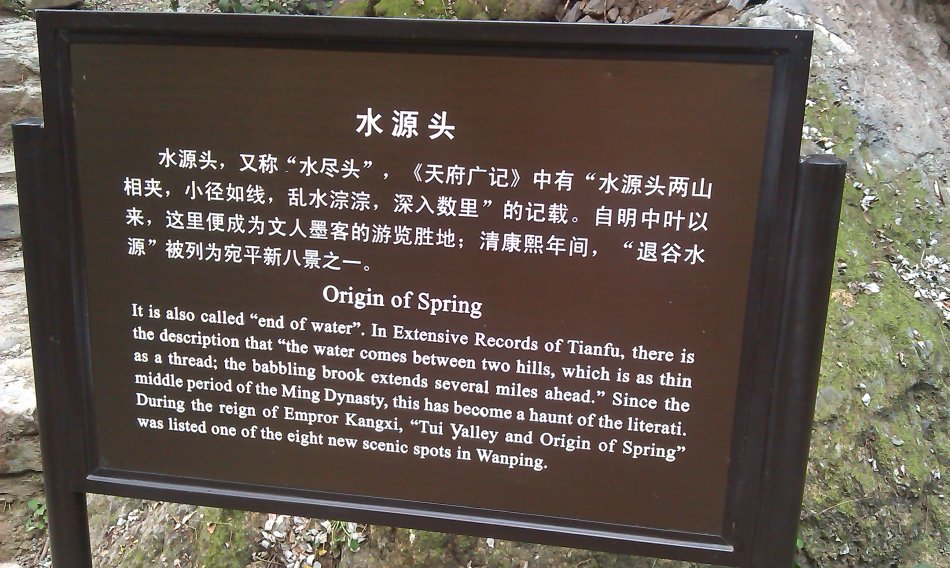 水源头
水源头，又称“水尽头”，《天府广记》中有“水源头两山
相夹，小径如线，乱水淙淙，深入数里”的记载。自明中叶以
来，这里便成为文人墨客的游览胜地；清康熙年间，“退谷水
源”被列为宛平新八景之一。
Origin of Spring
It is also called “end of water”. In Extensive Records of Tianfu, there is
the description that “the water comes between two hills, which is as thin
as a thread; the babbling brook extends several miles ahead.” Since the
middle period of the Ming Dynasty, this has become a haunt of the literati.
During the reign of Empror Kangxi, “Tui Valley and Origin of Spring”
was listed one of the eight new scenic spots in Wanping.